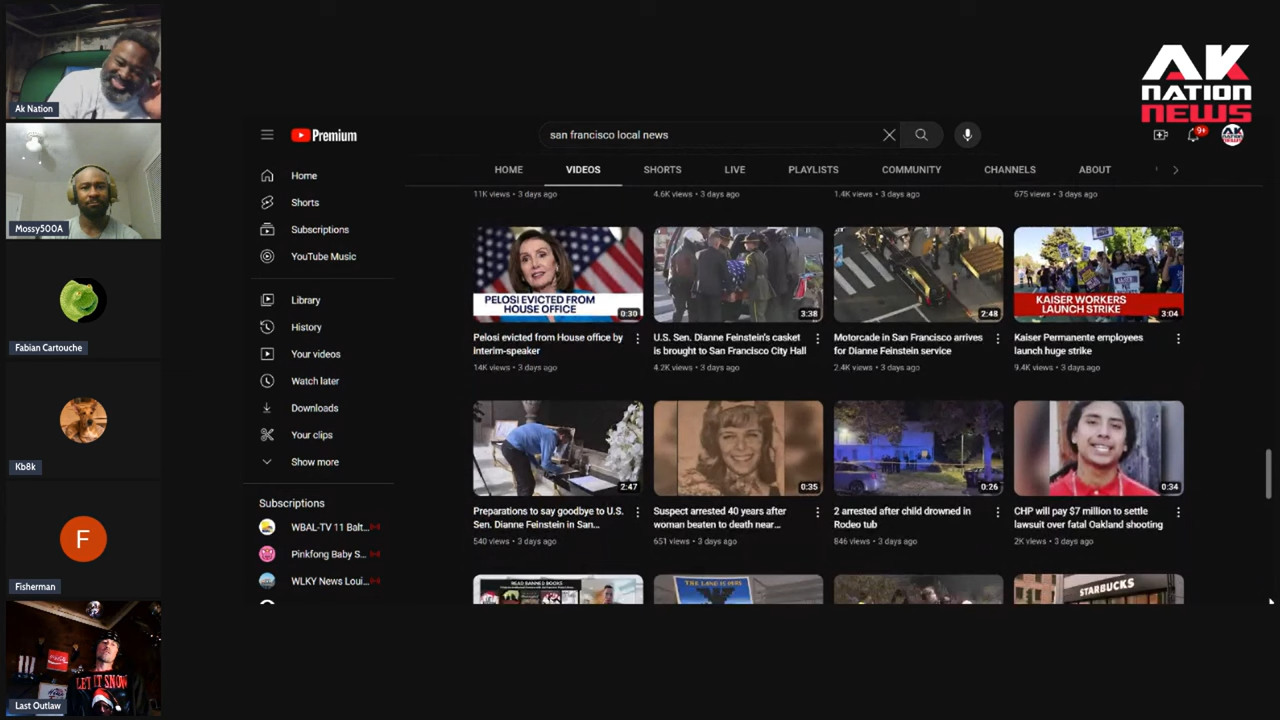 Ak Nation
Mossy500A
Fabian Cartouche
Kb8k
F
Fisherman
LET IT SNOW
Last Outlaw
AK
NATION
NEWS
Premium
san francisco local news
9+
Home
Shorts
Subscriptions
YouTube Music
Library
History
Your videos
Watch later
Downloads
Your clips
Show more
Subscriptions
WBAL-TV 11 Balt...
Pinkfong Baby S...
WLKY News Loui...
HOME VIDEOS SHORTS LIVE PLAYLISTS COMMUNITY CHANNELS ABOUT
11K views • 3 days ago
4.6K views • 3 days ago
1.4K views • 3 days ago
675 views • 3 days ago
PELOSI EVICTED FROM
HOUSE OFFICE
0:30
Pelosi evicted from House office by
interim-speaker
14K views • 3 days ago
3:38
U.S. Sen. Dianne Feinstein's casket
is brought to San Francisco City Hall
4.2K views • 3 days ago
2:48
Motorcade in San Francisco arrives
for Dianne Feinstein service
2.4K views • 3 days ago
KAISER WORKERS
LAUNCH STRIKE
3:04
Kaiser Permanente employees
launch huge strike
9.4K views • 3 days ago
2:47
Preparations to say goodbye to U.S.
Sen. Dianne Feinstein in San...
540 views • 3 days ago
0:35
Suspect arrested 40 years after
woman beaten to death near...
651 views • 3 days ago
0:26
2 arrested after child drowned in
Rodeo tub
846 views • 3 days ago
0:34
CHP will pay $7 million to settle
lawsuit over fatal Oakland shooting
2K views • 3 days ago
READ BANNED BOOKS
THE LAND IS OURS
STARBUCKS